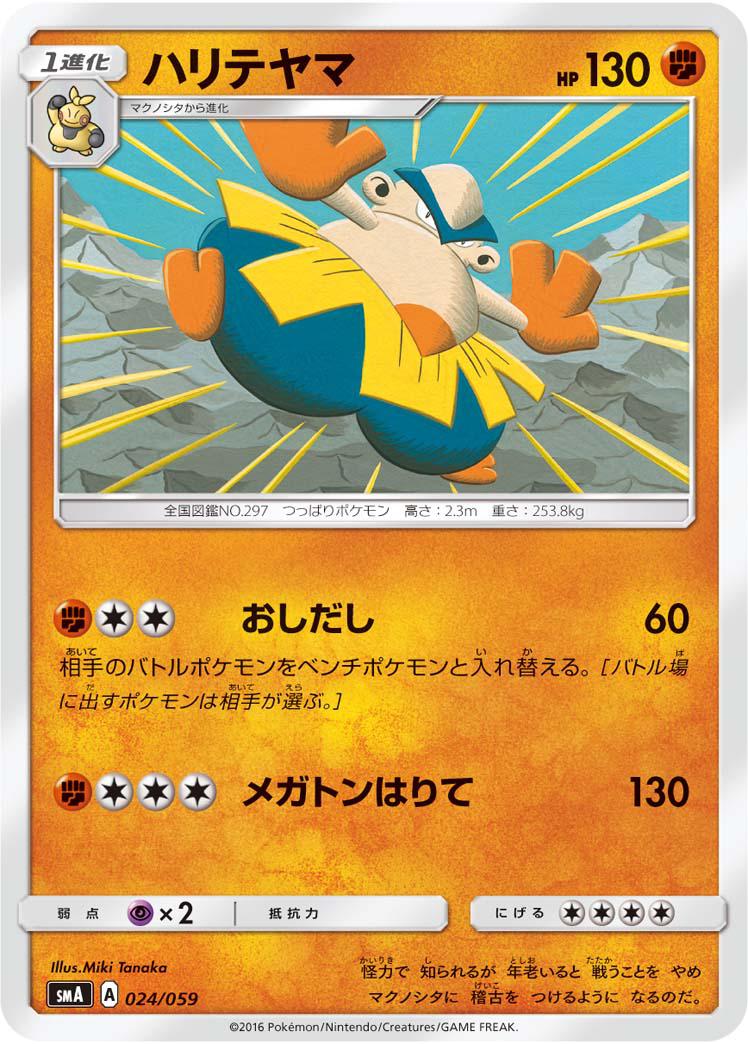 1進化
ハリテヤマ
HP 130
マクノシタから進化
全国図鑑NO.297 つっぱりポケモン 高さ：2.3m 重さ：253.8kg
おしだし 60
相手のバトルポケモンをベンチポケモンと入れ替える。［バトル場
に出すポケモンは相手が選ぶ。］
メガトンはりて 130
弱点 ×2 抵抗力 にげる
Illus.Miki Tanaka
怪力で 知られるが 年老いると 戦うことを やめ
マクノシタに 稽古を つけるように なるのだ。
SMA A 024/059
©2016 Pokémon/Nintendo/Creatures/GAME FREAK.